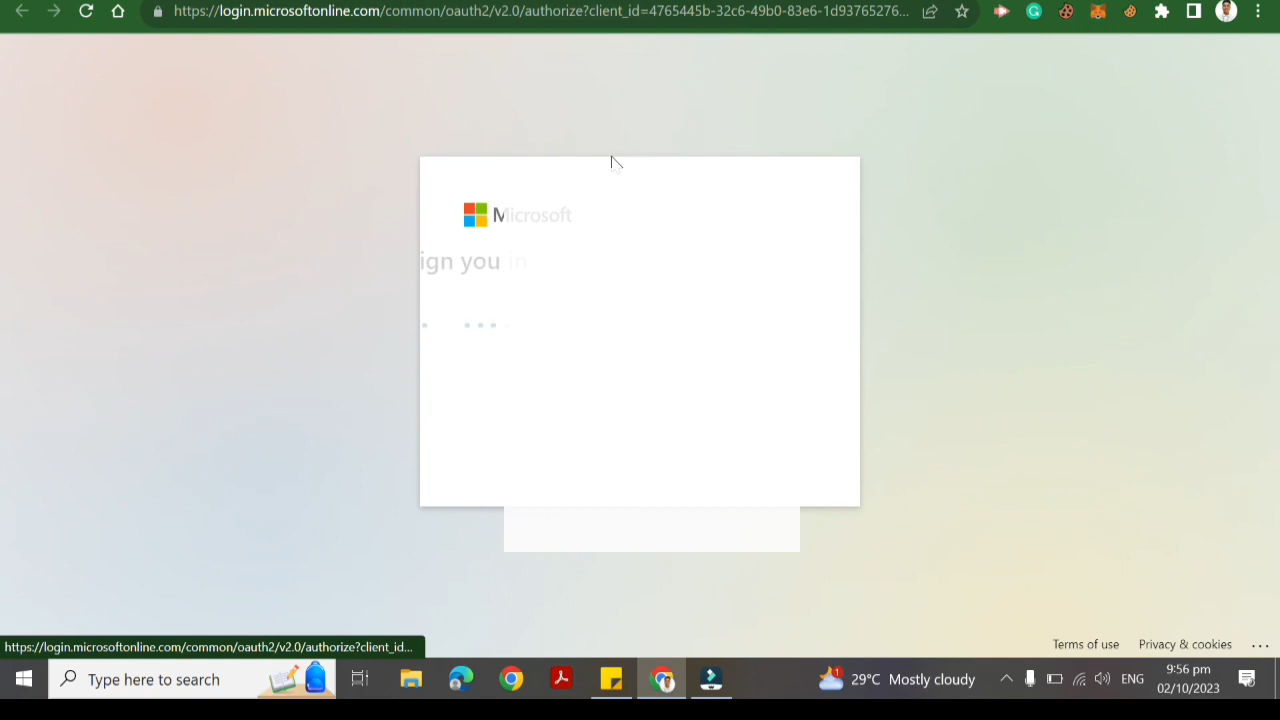 https://login.microsoftonline.com/common/oauth2/v2.0/authorize?client_id=4765445b-32c6-49b0-83e6-1d93765276...
Microsoft
ign you in
https://login.microsoftonline.com/common/oauth2/v2.0/authorize?client_id...
Terms of use
Privacy & cookies
Type here to search
1
29°C Mostly cloudy
ENG
9:56 pm
02/10/2023